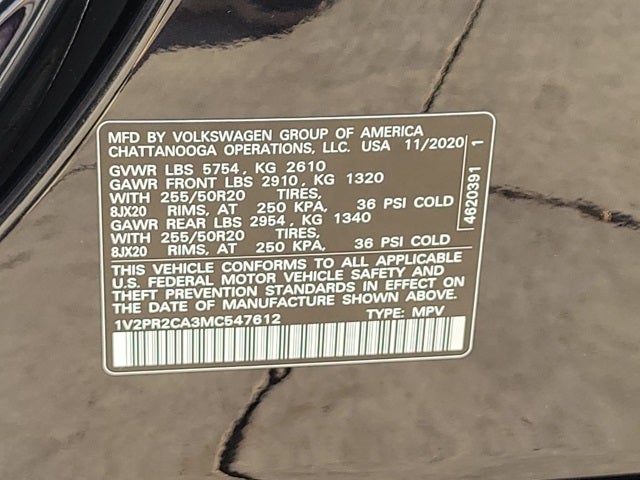 MFD BY VOLKSWAGEN GROUP OF AMERICA
CHATTANOOGA OPERATIONS, LLC. USA 11/2020
GVWR LBS 5754, KG 2610
GAWR FRONT LBS 2910, KG 1320
WITH 255/50R20 TIRES,
8JX20 RIMS, AT 250 KPA, 36 PSI COLD
GAWR REAR LBS 2954, KG 1340
WITH 255/50R20 TIRES,
8JX20 RIMS, AT 250 KPA, 36 PSI COLD
THIS VEHICLE CONFORMS TO ALL APPLICABLE
U.S. FEDERAL MOTOR VEHICLE SAFETY AND
THEFT PREVENTION STANDARDS IN EFFECT ON
THE DATE OF MANUFACTURE SHOWN ABOVE.
1V2PR2CA3MC547612 TYPE: MPV
4620391 1